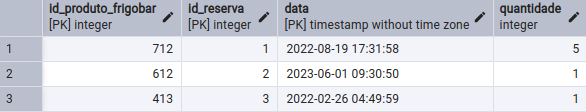 id_produto_frigobar id_reserva data quantidade
[PK] integer [PK] integer [PK] timestamp without time zone integer
1 712 1 2022-08-19 17:31:58 5
2 612 2 2023-06-01 09:30:50 1
3 413 3 2022-02-26 04:49:59 1